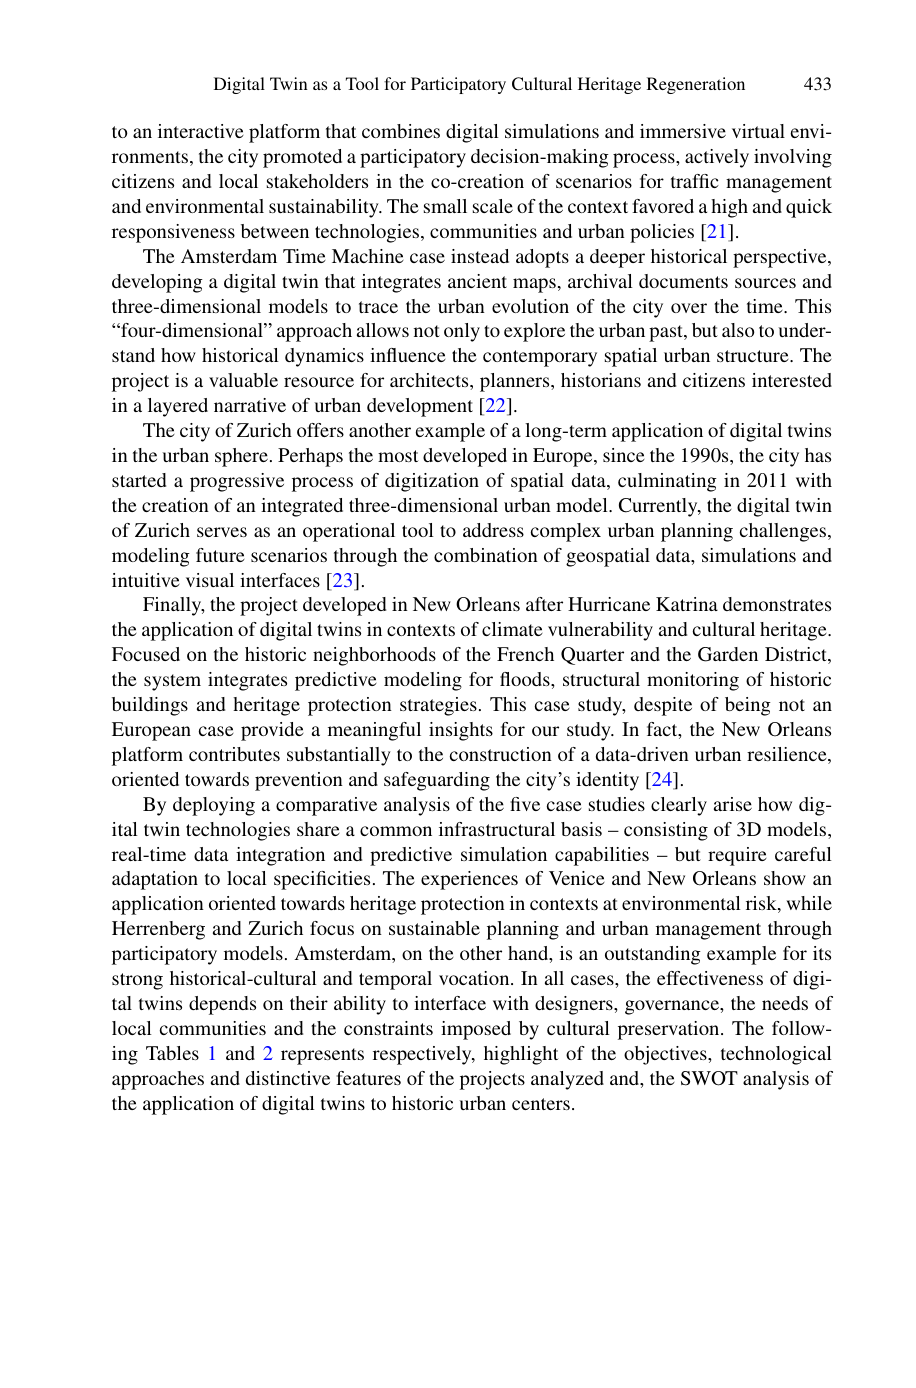 Digital Twin as a Tool for Participatory Cultural Heritage Regeneration 433
to an interactive platform that combines digital simulations and immersive virtual envi-
ronments, the city promoted a participatory decision-making process, actively involving
citizens and local stakeholders in the co-creation of scenarios for traffic management
and environmental sustainability. The small scale of the context favored a high and quick
responsiveness between technologies, communities and urban policies [21].
The Amsterdam Time Machine case instead adopts a deeper historical perspective,
developing a digital twin that integrates ancient maps, archival documents sources and
three-dimensional models to trace the urban evolution of the city over the time. This
“four-dimensional” approach allows not only to explore the urban past, but also to under-
stand how historical dynamics influence the contemporary spatial urban structure. The
project is a valuable resource for architects, planners, historians and citizens interested
in a layered narrative of urban development [22].
The city of Zurich offers another example of a long-term application of digital twins
in the urban sphere. Perhaps the most developed in Europe, since the 1990s, the city has
started a progressive process of digitization of spatial data, culminating in 2011 with
the creation of an integrated three-dimensional urban model. Currently, the digital twin
of Zurich serves as an operational tool to address complex urban planning challenges,
modeling future scenarios through the combination of geospatial data, simulations and
intuitive visual interfaces [23].
Finally, the project developed in New Orleans after Hurricane Katrina demonstrates
the application of digital twins in contexts of climate vulnerability and cultural heritage.
Focused on the historic neighborhoods of the French Quarter and the Garden District,
the system integrates predictive modeling for floods, structural monitoring of historic
buildings and heritage protection strategies. This case study, despite of being not an
European case provide a meaningful insights for our study. In fact, the New Orleans
platform contributes substantially to the construction of a data-driven urban resilience,
oriented towards prevention and safeguarding the city’s identity [24].
By deploying a comparative analysis of the five case studies clearly arise how dig-
ital twin technologies share a common infrastructural basis – consisting of 3D models,
real-time data integration and predictive simulation capabilities – but require careful
adaptation to local specificities. The experiences of Venice and New Orleans show an
application oriented towards heritage protection in contexts at environmental risk, while
Herrenberg and Zurich focus on sustainable planning and urban management through
participatory models. Amsterdam, on the other hand, is an outstanding example for its
strong historical-cultural and temporal vocation. In all cases, the effectiveness of digi-
tal twins depends on their ability to interface with designers, governance, the needs of
local communities and the constraints imposed by cultural preservation. The follow-
ing Tables 1 and 2 represents respectively, highlight of the objectives, technological
approaches and distinctive features of the projects analyzed and, the SWOT analysis of
the application of digital twins to historic urban centers.